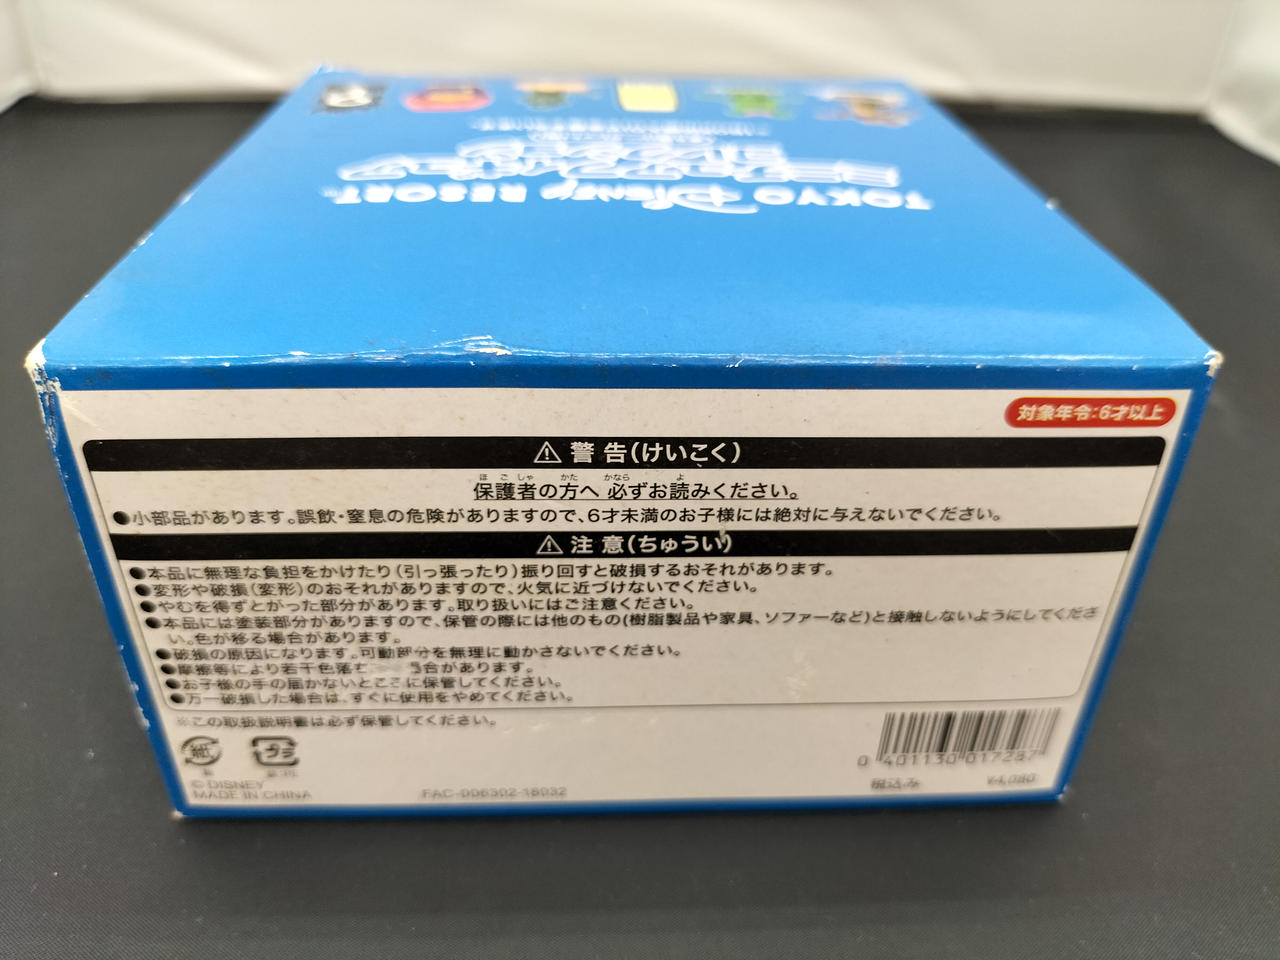 TOKYO DISNEY RESORT
対象年令:6才以上
警告(けいこく)
ほごしゃ かた かなら よ
保護者の方へ 必ずお読みください。
●小部品があります。誤飲・窒息の危険がありますので、6才未満のお子様には絶対に与えないでください。
注意(ちゅうい)
●本品に無理な負担をかけたり(引っ張ったり)振り回すと破損するおそれがあります。
●変形や破損(変形)のおそれがありますので、火気に近づけないでください。
●やむを得ずとがった部分があります。取り扱いにはご注意ください。
●本品には塗装部分がありますので、保管の際には他のもの(樹脂製品や家具、ソファーなど)と接触しないようにしてくださ
い。色が移る場合があります。
●破損の原因になります。可動部分を無理に動かさないでください。
●摩擦等により若干色落 合があります。
●お子様の手の届かないところに保管してください。
●万一破損した場合は、すぐに使用をやめてください。
※この取扱説明書は必ず保管してください。
紙 プラ
© DISNEY
MADE IN CHINA
FAC-006302-18032
0 401130 017287
税込み ¥4,080